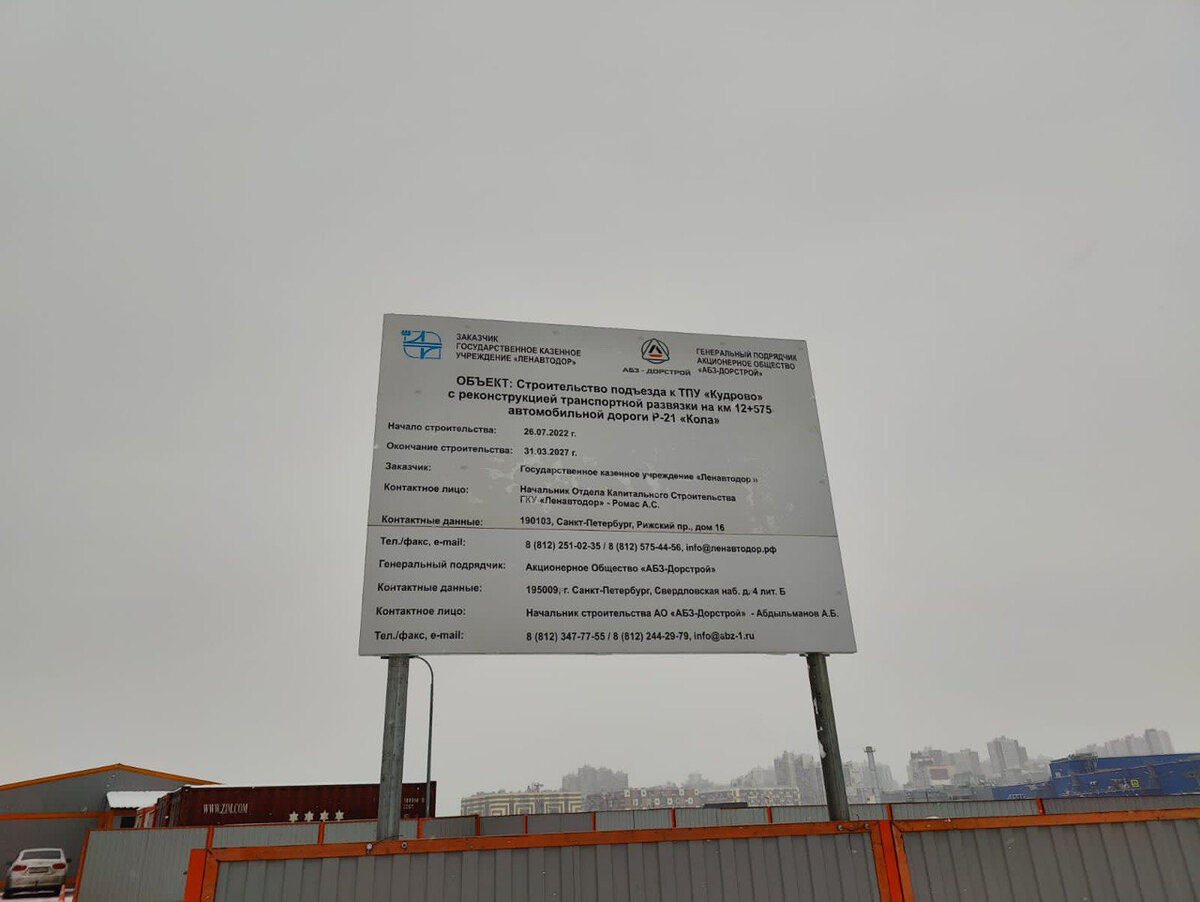 ЗАКАЗЧИК
ГОСУДАРСТВЕННОЕ КАЗЕННОЕ
УЧРЕЖДЕНИЕ «ЛЕНАВТОДОР»
АБЗ - ДОРСТРОЙ
ГЕНЕРАЛЬНЫЙ ПОДРЯДЧИК
АКЦИОНЕРНОЕ ОБЩЕСТВО
«АБЗ-ДОРСТРОЙ»
ОБЪЕКТ: Строительство подъезда к ТПУ «Кудрово»
с реконструкцией транспортной развязки на км 12+575
автомобильной дороги Р-21 «Кола»
Начало строительства: 26.07.2022 г.
Окончание строительства: 31.03.2027 г.
Заказчик: Государственное казенное учреждение «Ленавтодор»
Контактное лицо: Начальник Отдела Капитального Строительства
ГКУ «Ленавтодор» - Ромас А.С.
Контактные данные: 190103, Санкт-Петербург, Рижский пр., дом 16
Тел./факс, e-mail: 8 (812) 251-02-35 / 8 (812) 575-44-56, info@ленавтодор.рф
Генеральный подрядчик: Акционерное Общество «АБЗ-Дорстрой»
Контактные данные: 195009, г. Санкт-Петербург, Свердловская наб. д. 4 лит. Б
Контактное лицо: Начальник строительства АО «АБЗ-Дорстрой» - Абдыльманов А.Б.
Тел./факс, e-mail: 8 (812) 347-77-55 / 8 (812) 244-29-79, info@abz-1.ru
WWW.ZIM.COM